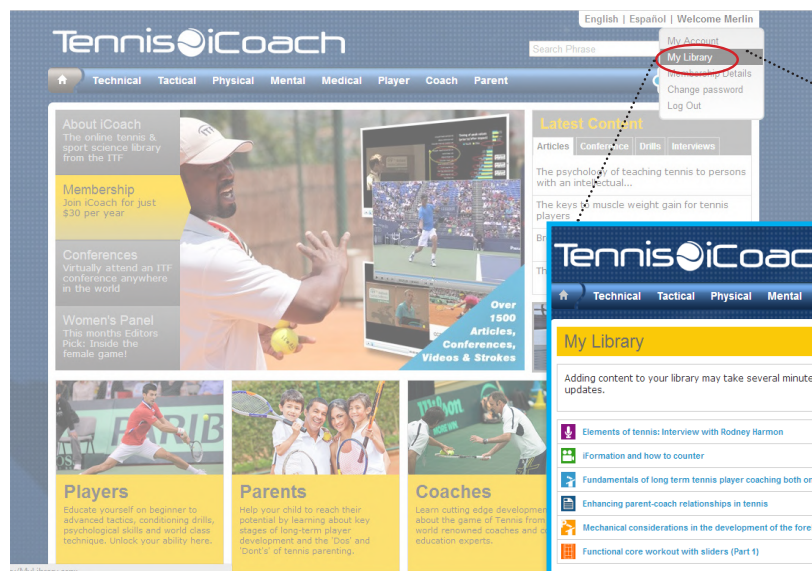 English | Español | Welcome Merlin
Tennis iCoach
Search Phrase
My Account
My Library
Membership Details
Change password
Log Out
Technical Tactical Physical Mental Medical Player Coach Parent
About iCoach
The online tennis &
sport science library
from the ITF
Membership
Join iCoach for just
$30 per year
Conferences
Virtually attend an ITF
conference anywhere
in the world
Women's Panel
This months Editors
Pick: Inside the
female game!
Over
1500
Articles,
Conferences,
Videos & Strokes
Latest Content
Articles Conference Drills Interviews
The psychology of teaching tennis to persons
with an intellectual...
The keys to muscle weight gain for tennis
players
Players
Educate yourself on beginner to
advanced tactics, conditioning drills,
psychological skills and world class
technique. Unlock your ability here.
Parents
Help your child to reach their
potential by learning about key
stages of long-term player
development and the 'Dos' and
'Dont's' of tennis parenting.
Coaches
Learn cutting edge
about the game of Tennis from
world renowned coaches and
education experts.
Tennis iCoac
Technical Tactical Physical Mental
My Library
Adding content to your library may take several minute
updates.
Elements of tennis: Interview with Rodney Harmon
iFormation and how to counter
Fundamentals of long term tennis player coaching both
Enhancing parent-coach relationships in tennis
Mechanical considerations in the development of the fore
Functional core workout with sliders (Part 1)